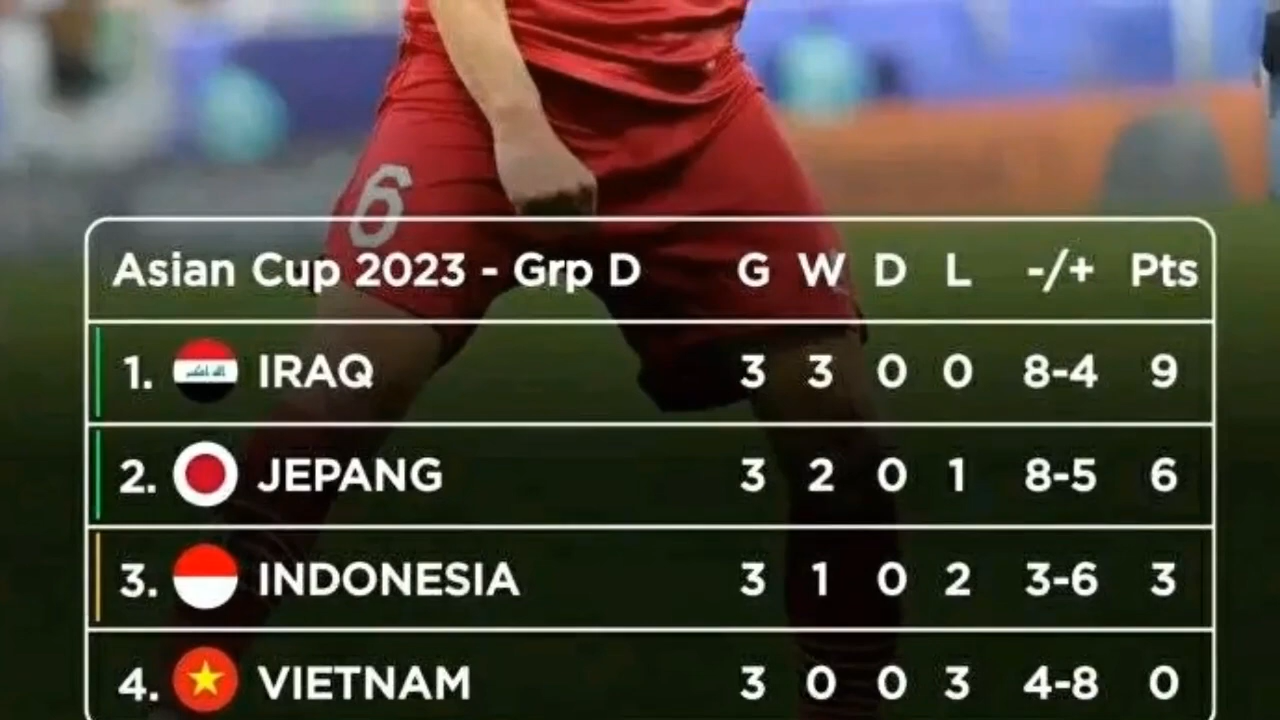 6
Asian Cup 2023 - Grp D G W D L -/+ Pts
1. IRAQ 3 3 0 0 8-4 9
2. JEPANG 3 2 0 1 8-5 6
3. INDONESIA 3 1 0 2 3-6 3
4. VIETNAM 3 0 0 3 4-8 0